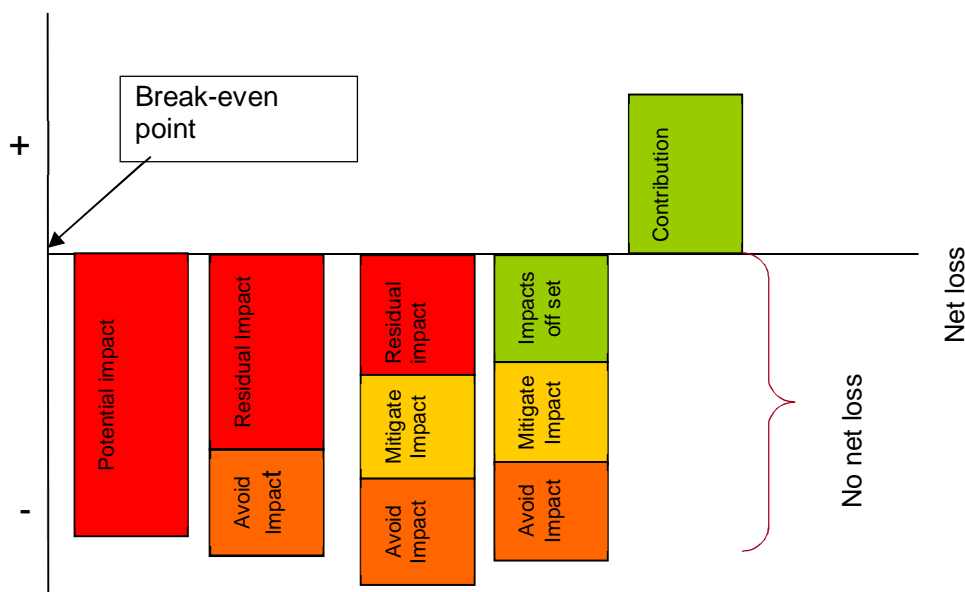 Break-even
point
+
Contribution
Potential impact
Residual Impact
Avoid
Impact
Residual
impact
Mitigate
Impact
Avoid
Impact
Impacts
off set
Mitigate
Impact
Avoid
Impact
No net loss
Net loss
-